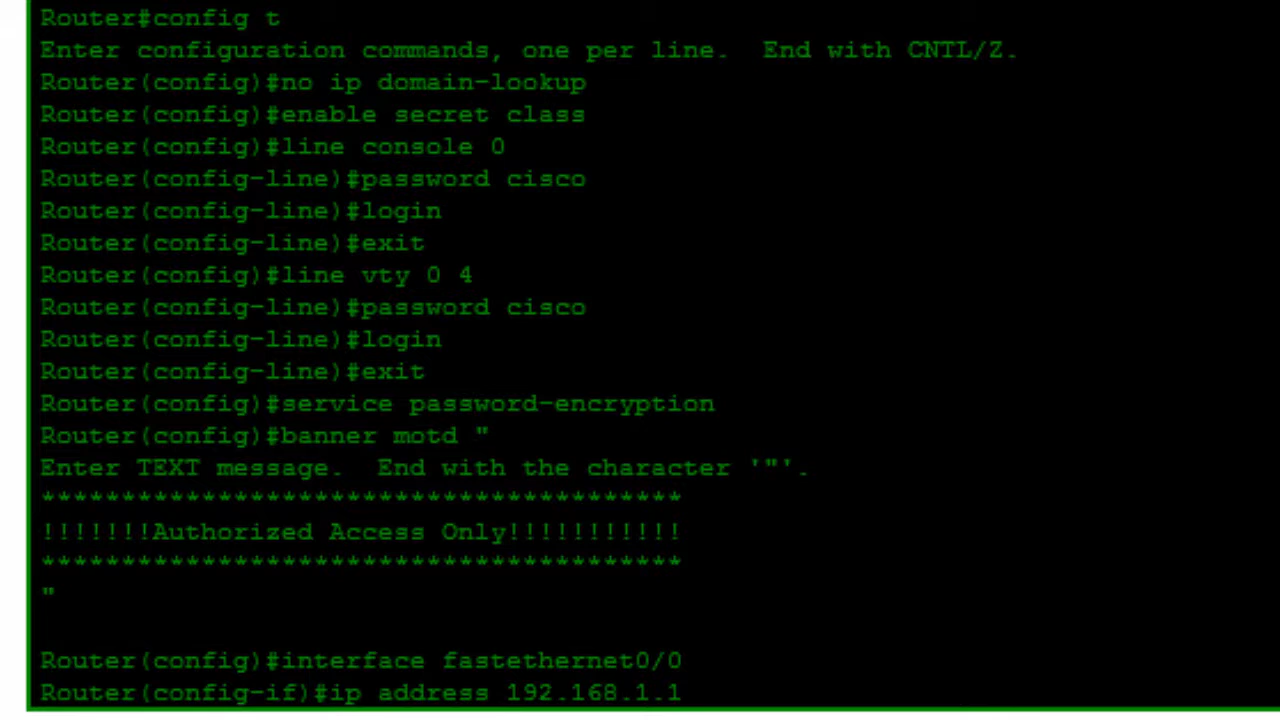 Router#config t
Enter configuration commands, one per line.  End with CNTL/Z.
Router(config)#no ip domain-lookup
Router(config)#enable secret class
Router(config)#line console 0
Router(config-line)#password cisco
Router(config-line)#login
Router(config-line)#exit
Router(config)#line vty 0 4
Router(config-line)#password cisco
Router(config-line)#login
Router(config-line)#exit
Router(config)#service password-encryption
Router(config)#banner motd "
Enter TEXT message.  End with the character '"'.
****************************************
!!!!!!!Authorized Access Only!!!!!!!!!!!
****************************************
"
Router(config)#interface fastethernet0/0
Router(config-if)#ip address 192.168.1.1